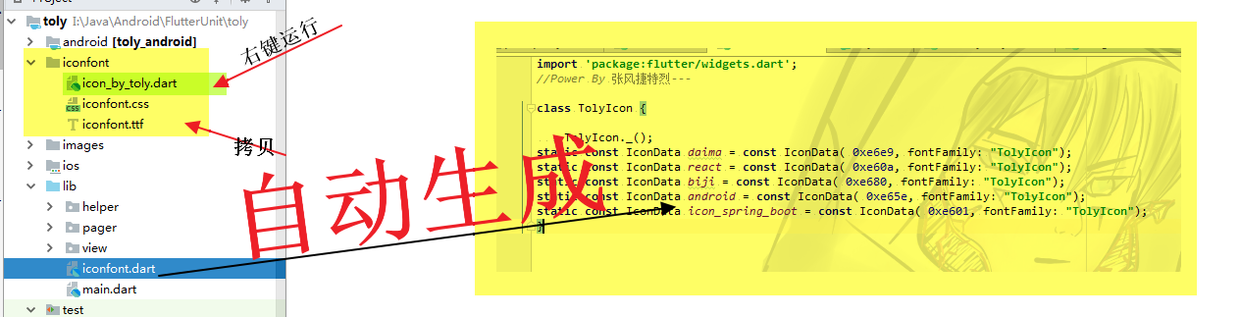 toly I:\Java\Android\FlutterUnit\toly
android [toly_android]
iconfont
icon_by_toly.dart
iconfont.css
iconfont.ttf
images
ios
lib
helper
pager
view
iconfont.dart
main.dart
test
右键运行
拷贝
自动生成
import 'package:flutter/widgets.dart';
//Power By 张风捷特烈---
class TolyIcon {
TolyIcon._();
static const IconData daima = const IconData( 0xe6e9, fontFamily: "TolyIcon");
static const IconData react = const IconData( 0xe60a, fontFamily: "TolyIcon");
static const IconData biji = const IconData( 0xe680, fontFamily: "TolyIcon");
static const IconData android = const IconData( 0xe65e, fontFamily: "TolyIcon");
static const IconData icon_spring_boot = const IconData( 0xe601, fontFamily: "TolyIcon");
}